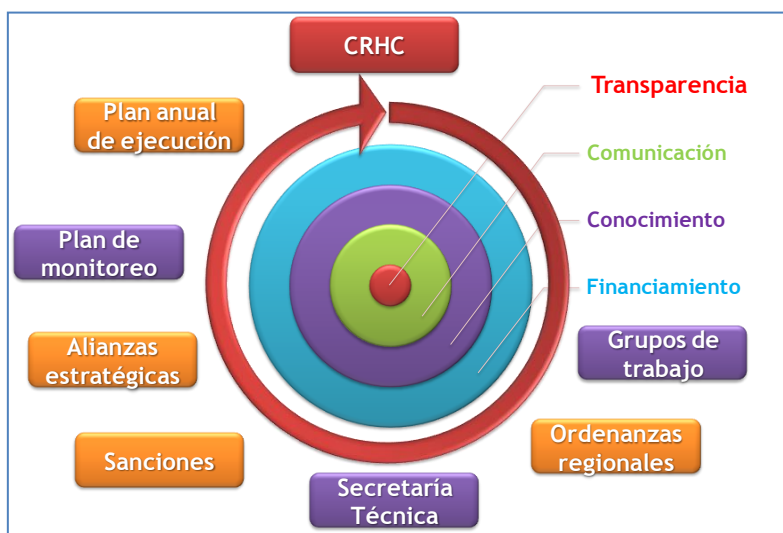 CRHC
Transparencia
Plan anual
de ejecución
Comunicación
Conocimiento
Plan de
monitoreo
Financiamiento
Alianzas
estratégicas
Grupos de
trabajo
Sanciones
Ordenanzas
regionales
Secretaría
Técnica